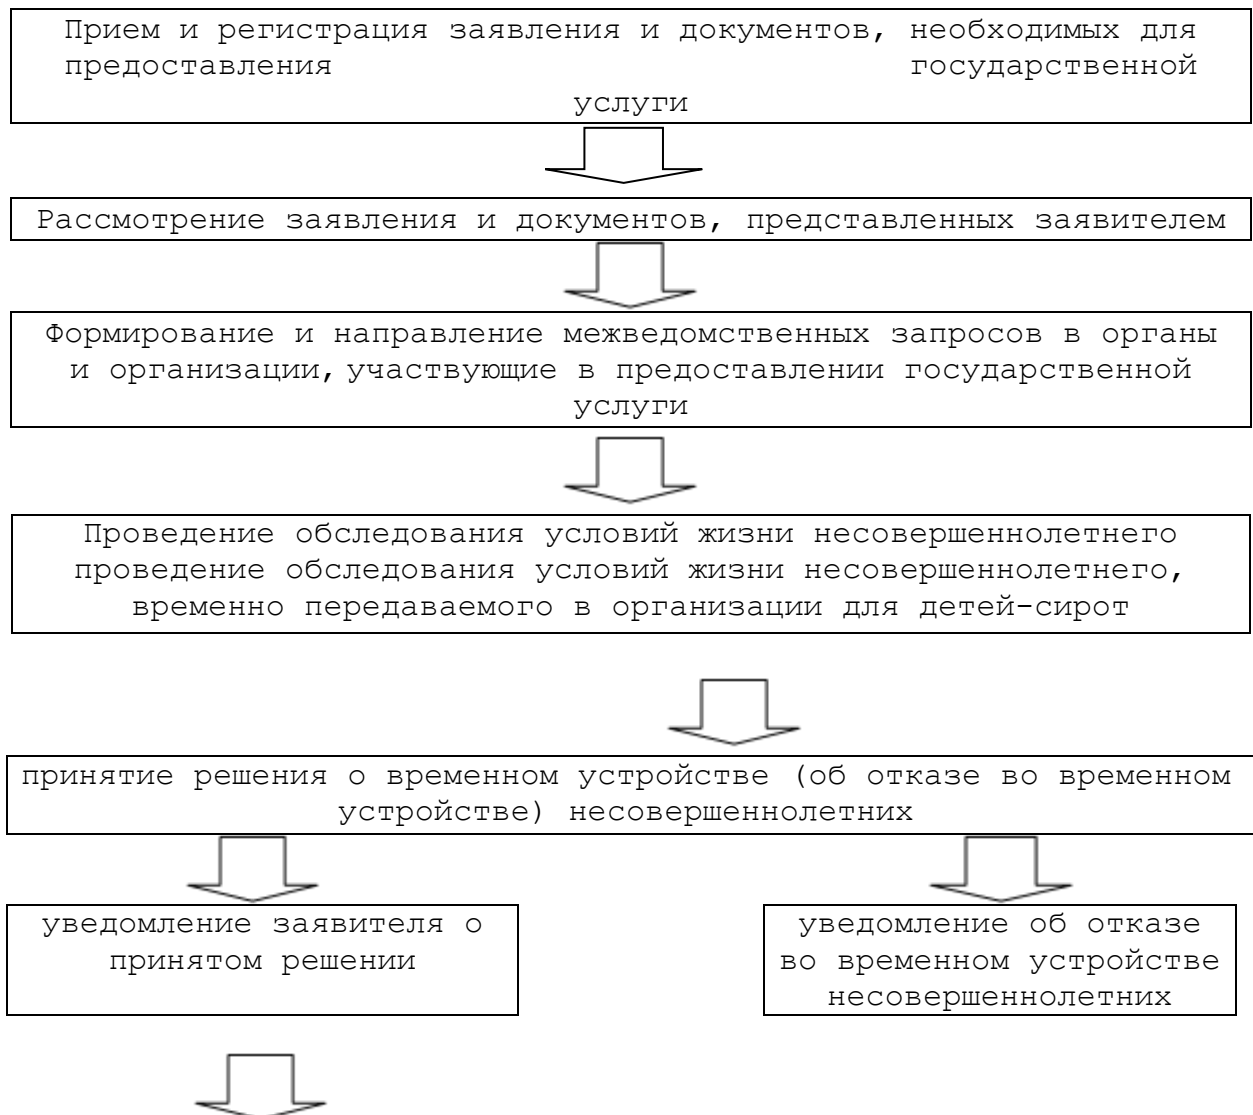 Прием и регистрация заявления и документов, необходимых для
предоставления государственной
услуги
Рассмотрение заявления и документов, представленных заявителем
Формирование и направление межведомственных запросов в органы
и организации, участвующие в предоставлении государственной
услуги
Проведение обследования условий жизни несовершеннолетнего
проведение обследования условий жизни несовершеннолетнего,
временно передаваемого в организации для детей-сирот
принятие решения о временном устройстве (об отказе во временном
устройстве) несовершеннолетних
уведомление заявителя о
принятом решении
уведомление об отказе
во временном устройстве
несовершеннолетних